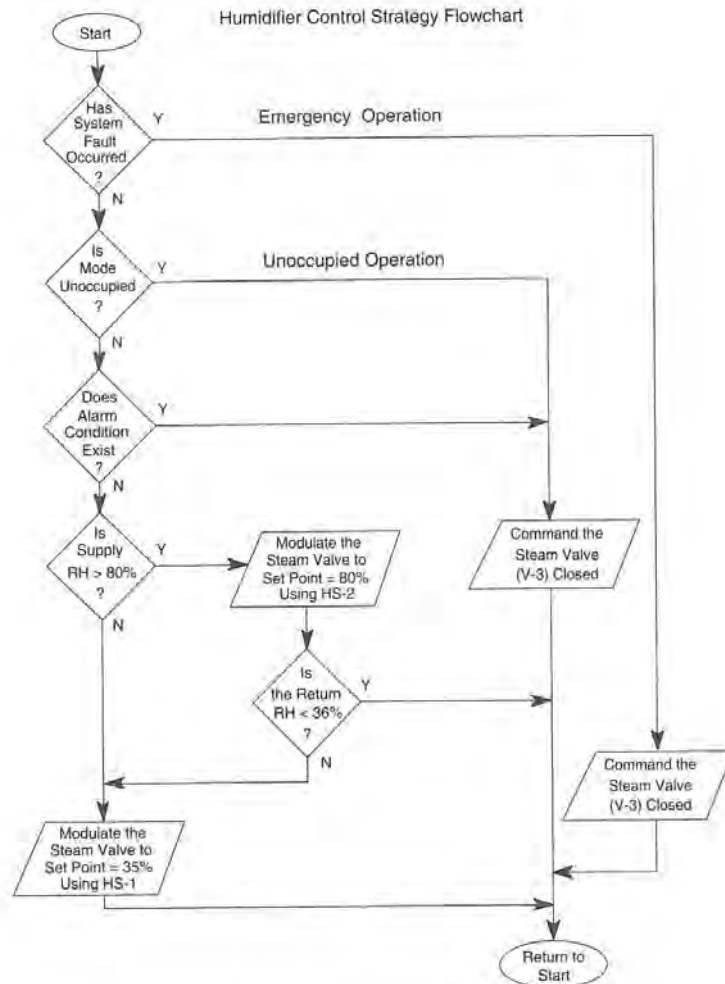 Humidifier Control Strategy Flowchart
Start
Has
System
Fault
Occurred
?
Y
Emergency Operation
N
Is
Mode
Unoccupied
?
Y
Unoccupied Operation
N
Does
Alarm
Condition
Exist
?
Y
N
Is
Supply
RH > 80%
?
Y
N
Modulate the
Steam Valve to
Set Point = 80%
Using HS-2
Command the
Steam Valve
(V-3) Closed
Is
the Return
RH < 36%
?
Y
N
Command the
Steam Valve
(V-3) Closed
Modulate the
Steam Valve to
Set Point = 35%
Using HS-1
Return to
Start